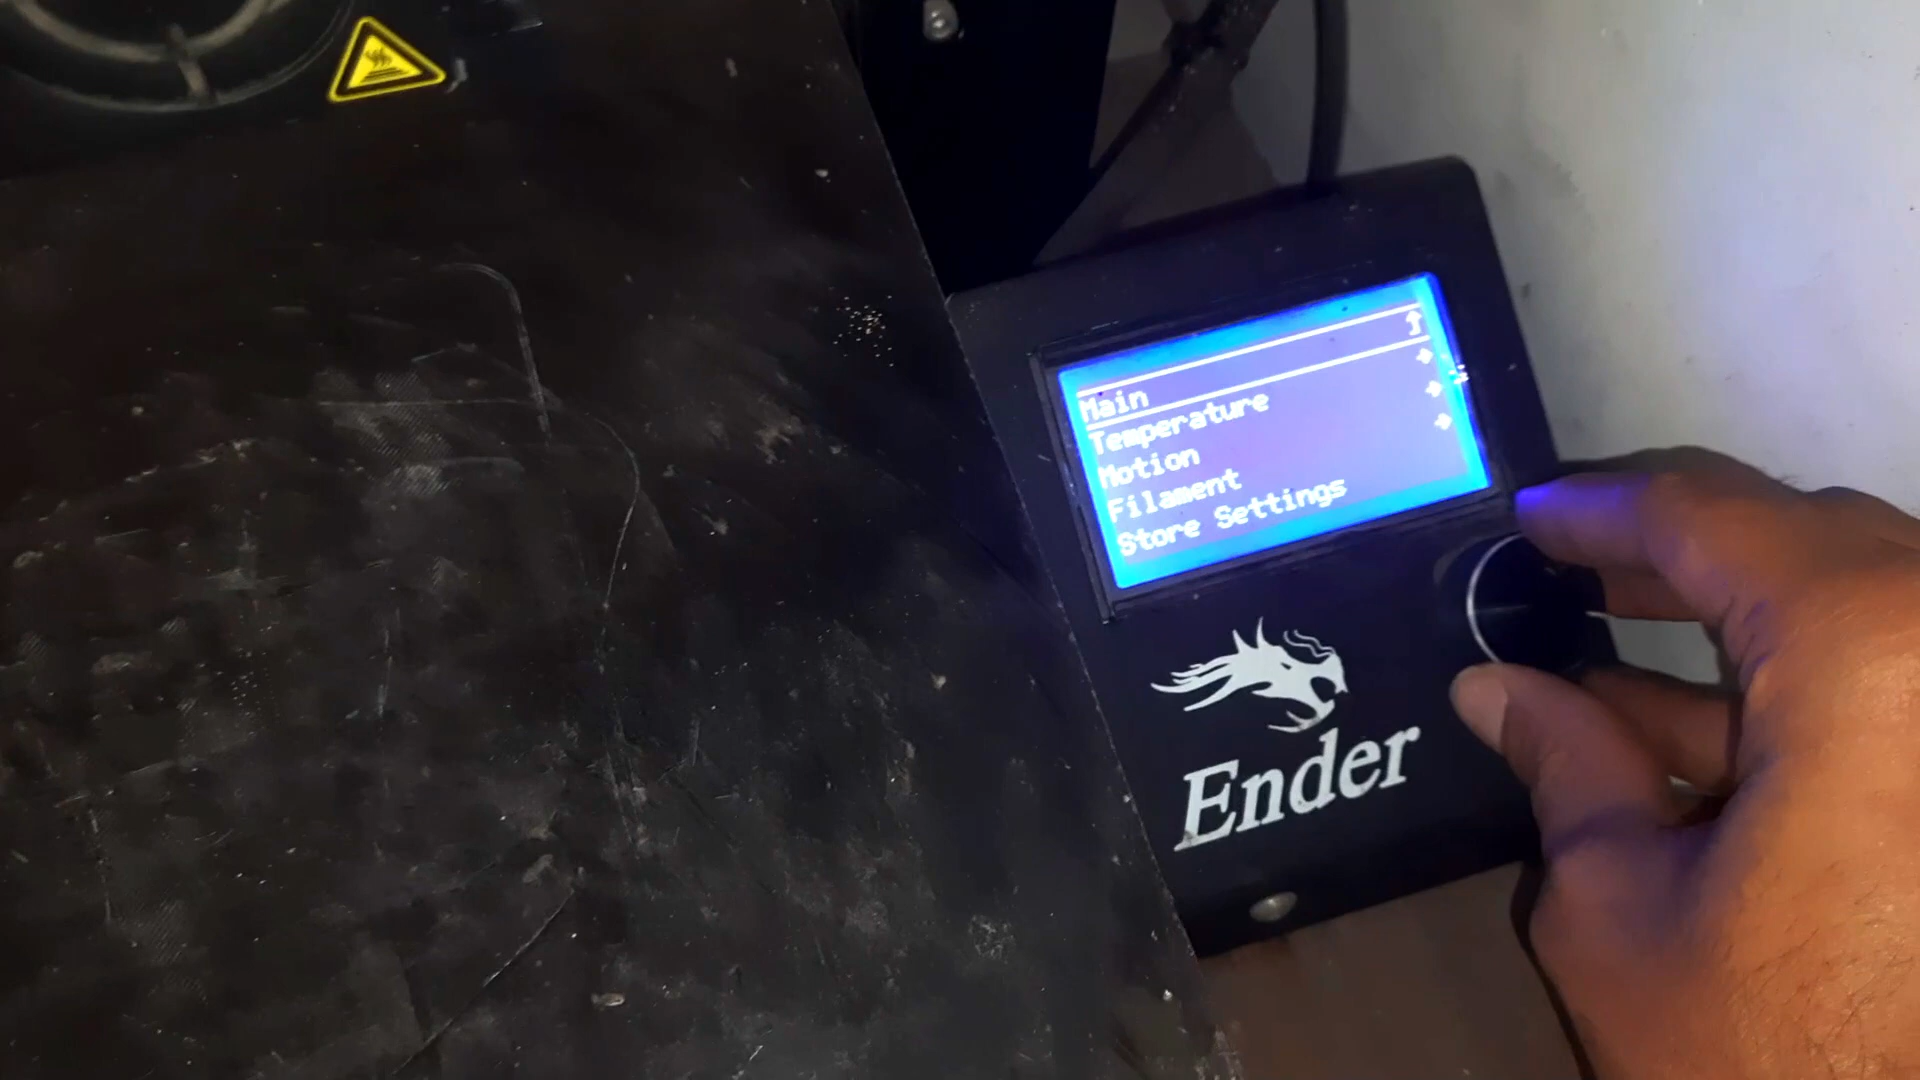 Main
Temperature
Motion
Filament
Store Settings
Ender